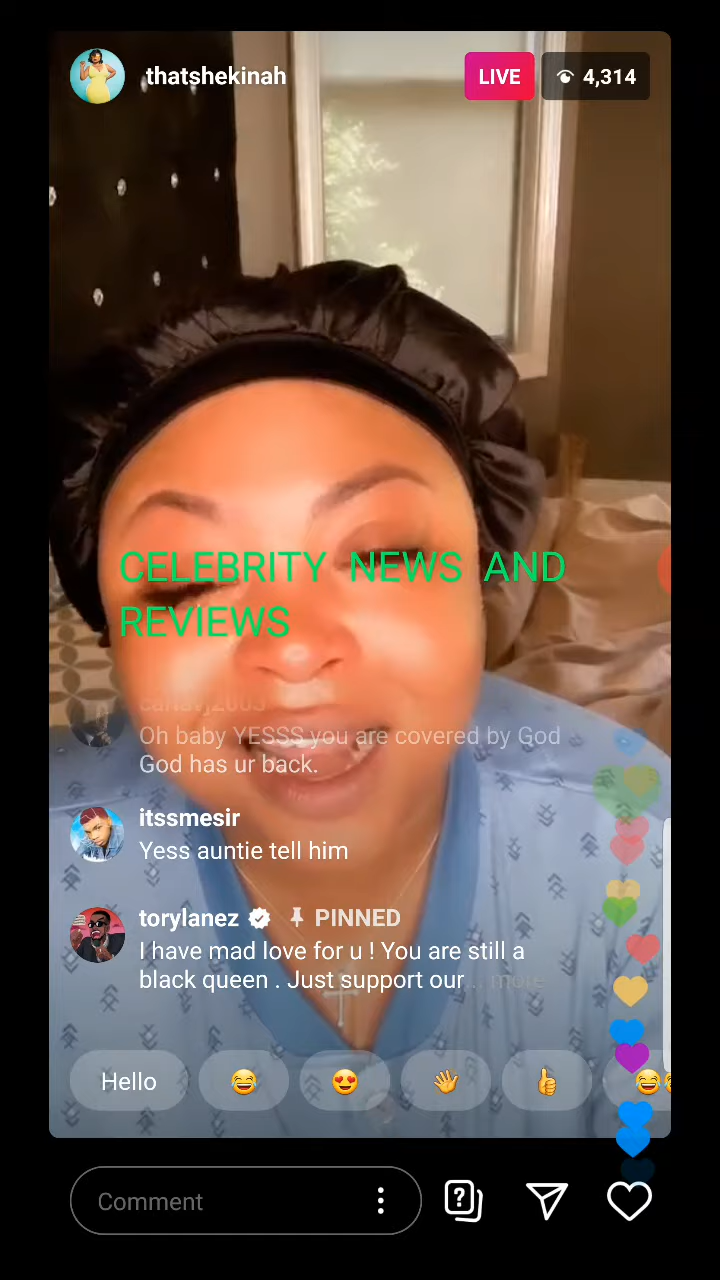 thatshekinah
LIVE
4,314
CELEBRITY NEWS AND
REVIEWS
Oh baby YESSS you are covered by God
God has ur back.
itssmesir
Yess auntie tell him
torylanez PINNED
I have mad love for u ! You are still a
black queen . Just support our... more
Hello
Comment